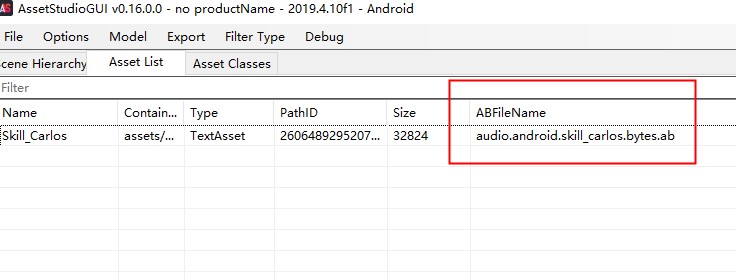 AS AssetStudioGUI v0.16.0.0 - no productName - 2019.4.10f1 - Android
File Options Model Export Filter Type Debug
cene Hierarchy Asset List Asset Classes
Filter
Name Contain... Type PathID Size ABFileName
Skill_Carlos assets/... TextAsset 2606489295207... 32824 audio.android.skill_carlos.bytes.ab